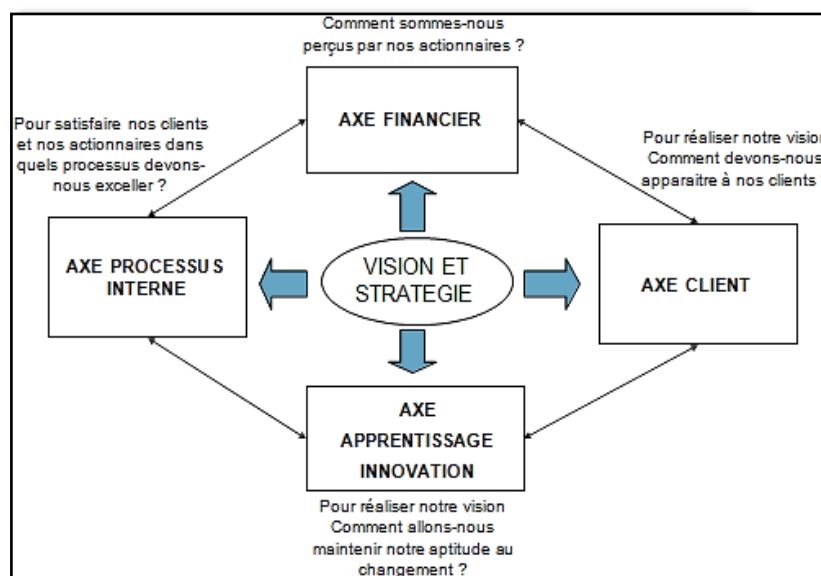 Comment sommes-nous
perçus par nos actionnaires ?
AXE FINANCIER
Pour satisfaire nos clients
et nos actionnaires dans
quels processus devons-
nous exceller ?
Pour réaliser notre vision
Comment devons-nous
apparaitre à nos clients ?
AXE PROCESSUS
INTERNE
VISION ET
STRATEGIE
AXE CLIENT
AXE
APPRENTISSAGE
INNOVATION
Pour réaliser notre vision
Comment allons-nous
maintenir notre aptitude au
changement ?